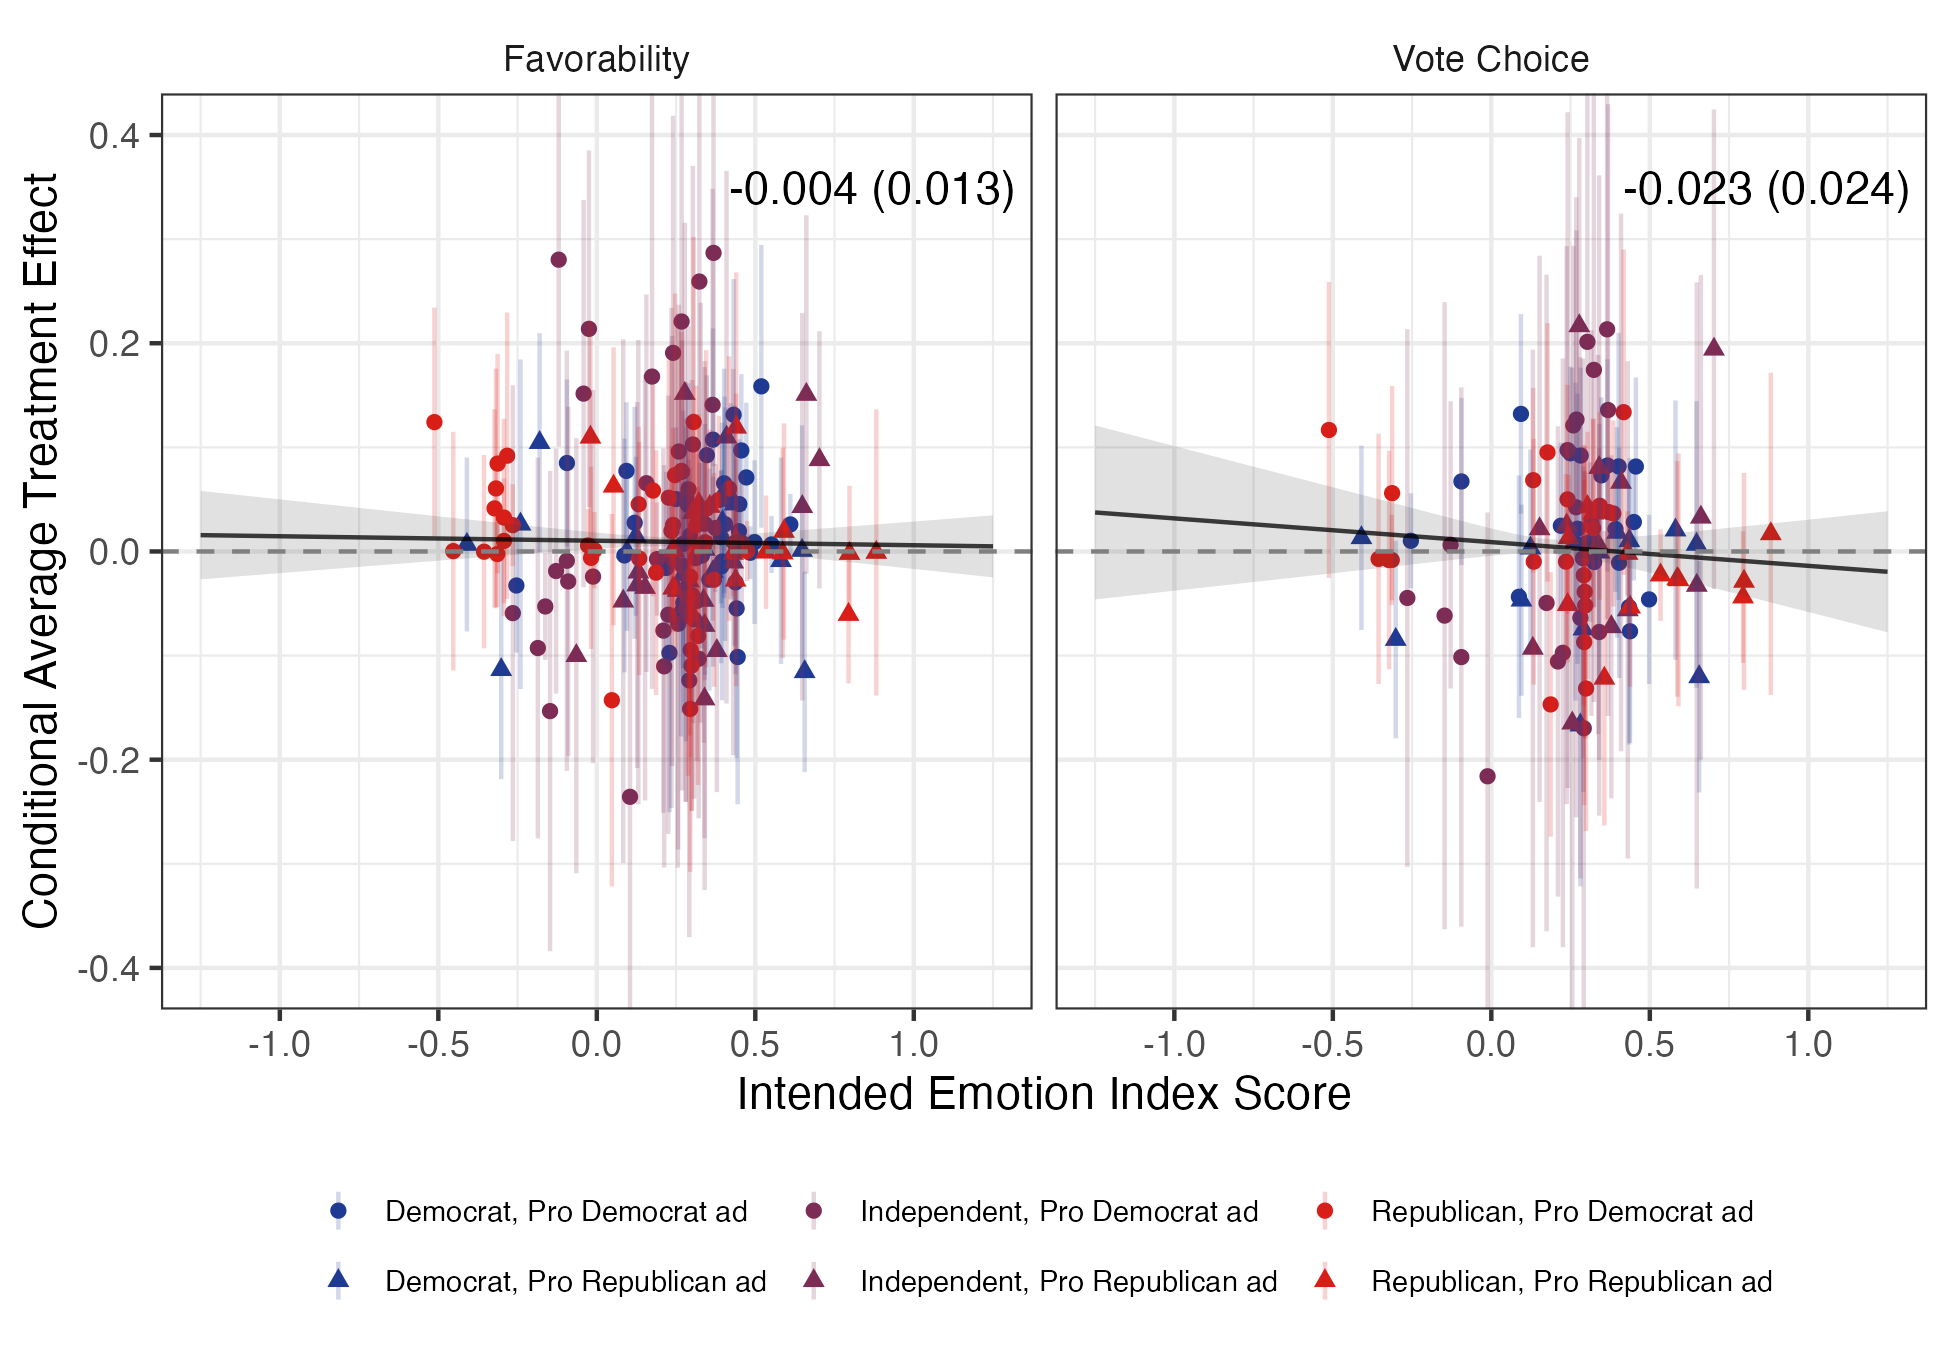 Favorability
Vote Choice
Conditional Average Treatment Effect
0.4
0.2
0.0
-0.2
-0.4
-0.004 (0.013)
-0.023 (0.024)
-1.0 -0.5 0.0 0.5 1.0
-1.0 -0.5 0.0 0.5 1.0
Intended Emotion Index Score
Democrat, Pro Democrat ad
Independent, Pro Democrat ad
Republican, Pro Democrat ad
Democrat, Pro Republican ad
Independent, Pro Republican ad
Republican, Pro Republican ad